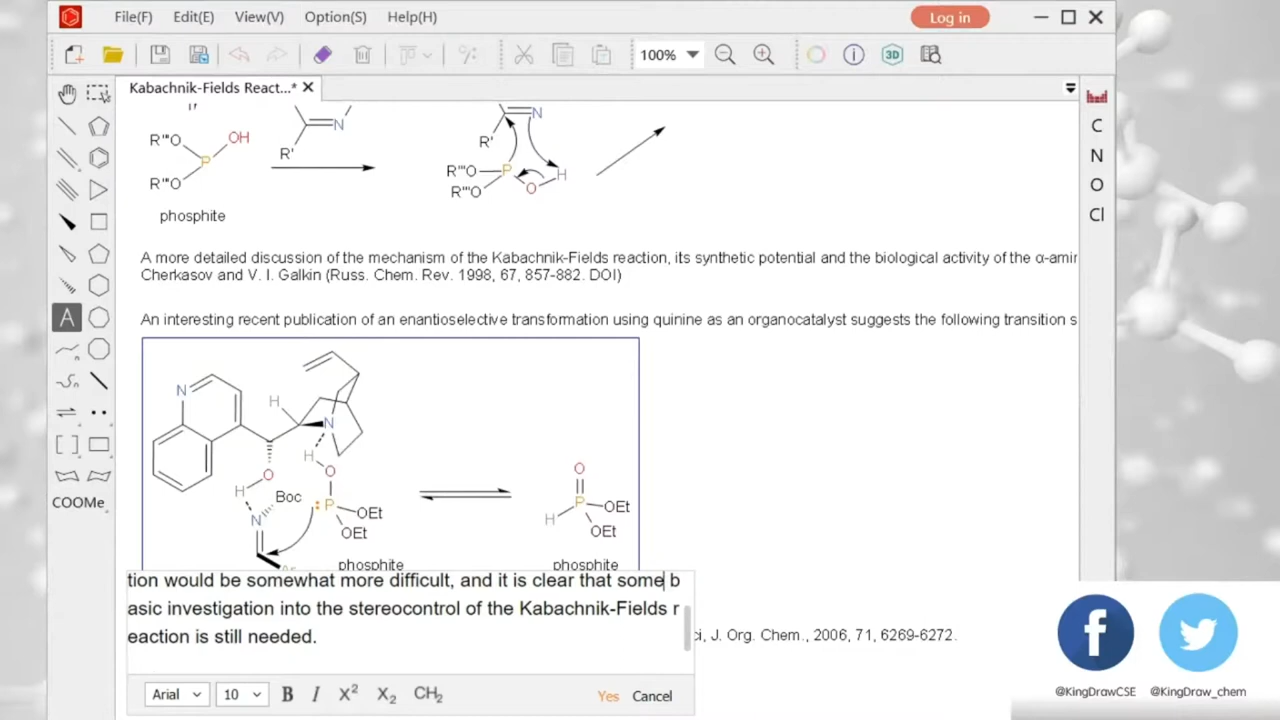 File(F) Edit(E) View(V) Option(S) Help(H) Log in
100% 3D
Kabachnik-Fields React...*
R'''O OH R' N
P
R'''O
phosphite
N
R'
R'''O P H
R'''O O
C
N
O
Cl
A more detailed discussion of the mechanism of the Kabachnik-Fields reaction, its synthetic potential and the biological activity of the
Cherkasov and V. I. Galkin (Russ. Chem. Rev. 1998, 67, 857-882. DOI)
An interesting recent publication of an enantioselective transformation using quinine as an organocatalyst suggests the following transition s
A
N
H
N
H
O O
H Boc P OEt
N OEt
phosphite
O
P OEt
H OEt
phosphite
COOMe
tion would be somewhat more difficult, and it is clear that some b
asic investigation into the stereocontrol of the Kabachnik-Fields r
eaction is still needed.
J. Org. Chem., 2006, 71, 6269-6272.
Arial 10 B I X² X₂ CH₂ Yes Cancel
@KingDrawCSE @KingDraw_chem